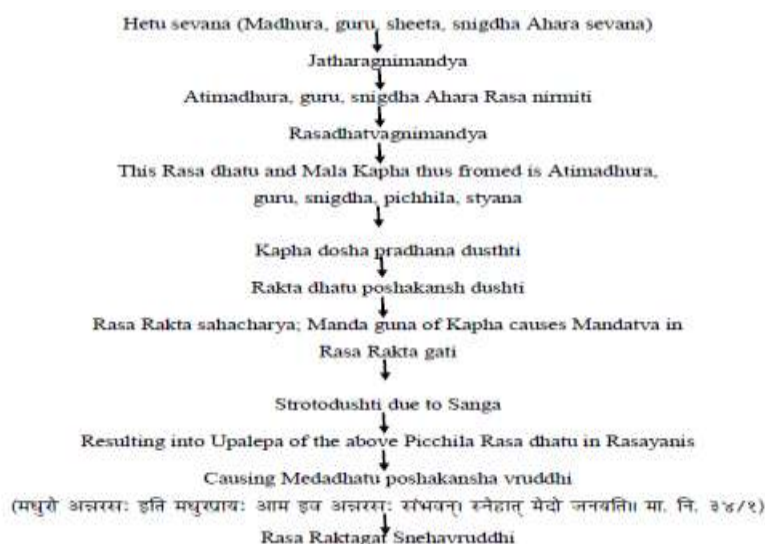 Hetu sevana (Madhura, guru, sheeta, snigdha Ahara sevana)
Jatharagnimandya
Atimadhura, guru, snigdha Ahara Rasa nirmiti
Rasadhatvagnimandya
This Rasa dhatu and Mala Kapha thus fromed is Atimadhura,
guru, snigdha, pichhila, styana
Kapha dosha pradhana dusthti
Rakta dhatu poshakansh dushti
Rasa Rakta sahacharya; Manda guna of Kapha causes Mandatva in
Rasa Rakta gati
Strotodushti due to Sanga
Resulting into Upalepa of the above Picchila Rasa dhatu in Rasayanis
Causing Medadhatu poshakansha vruddhi
(मधुरो अन्नरसः इति मधुरप्रायः आम इव अन्नरसः संभवन्। स्नेहात् मेदो जनयति॥ मा. नि. ३४/१)
Rasa Raktagat Snehavruddhi